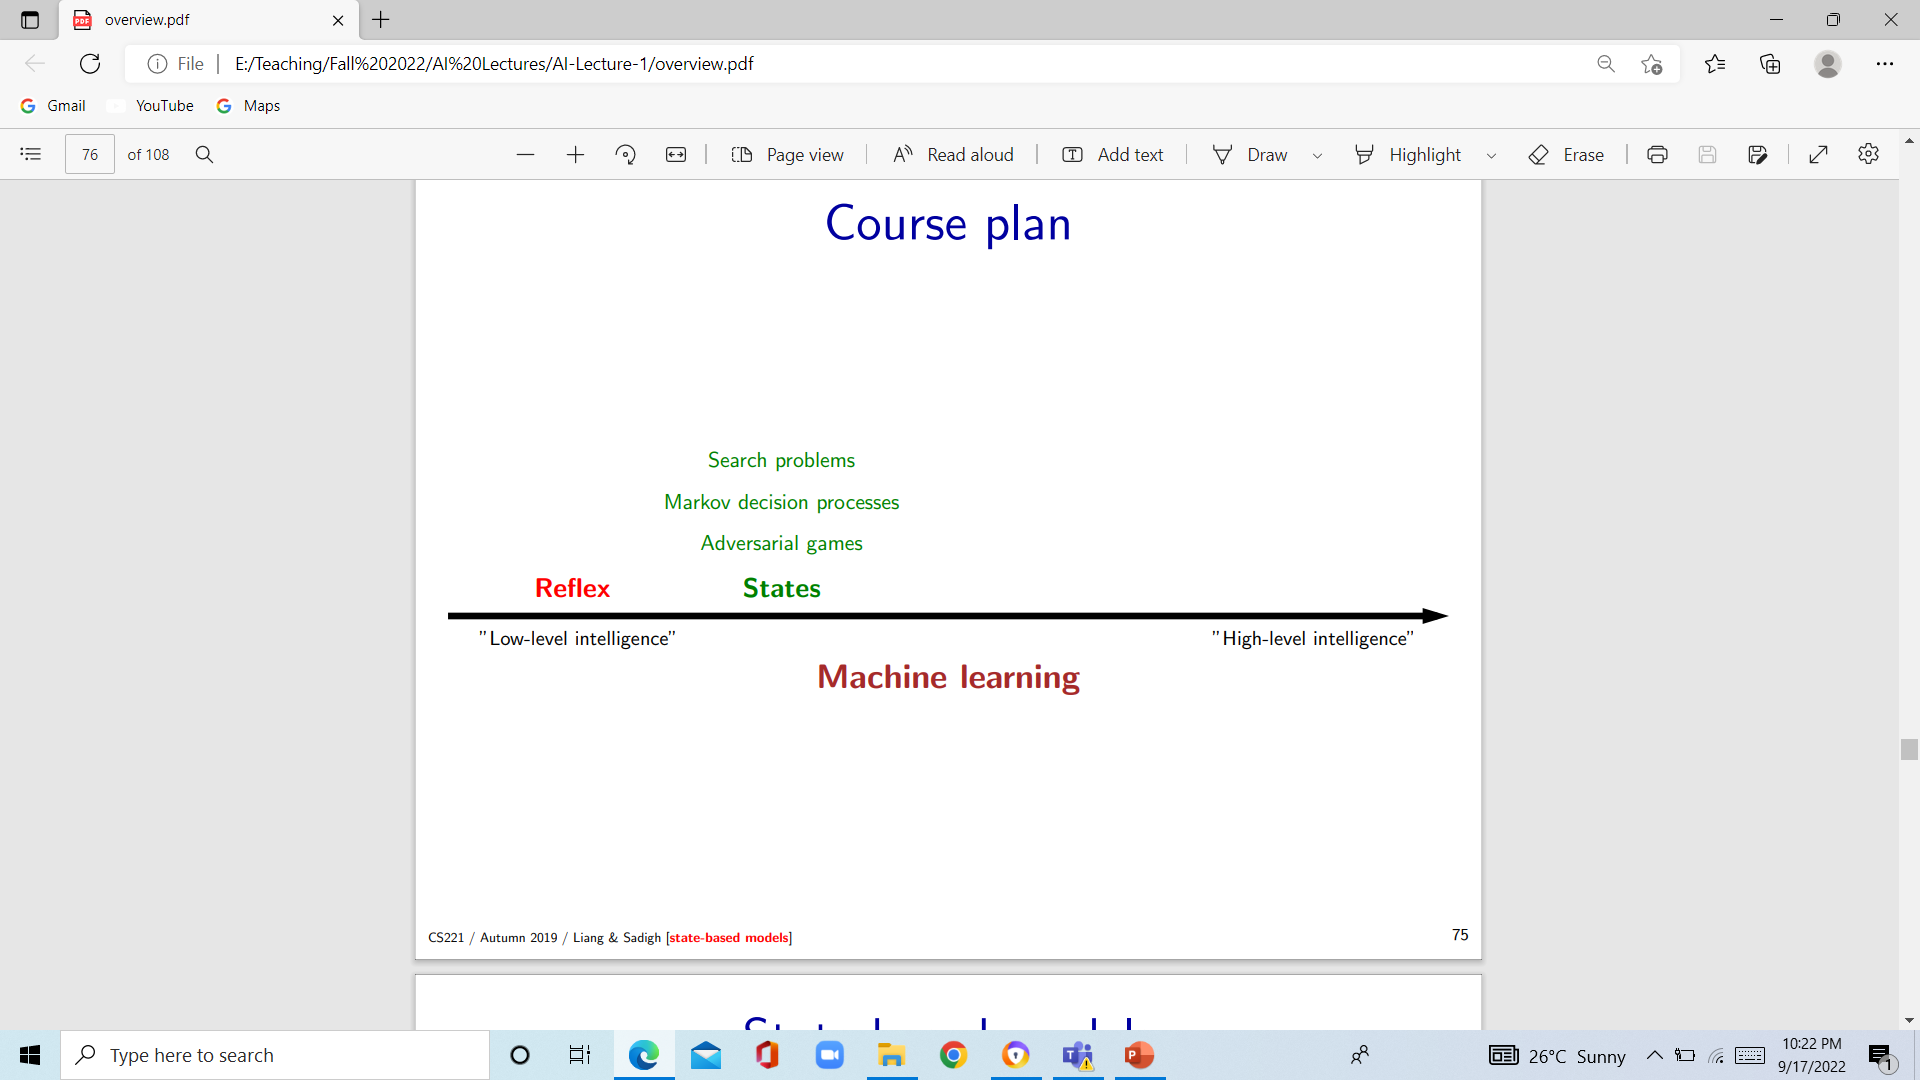 overview.pdf
File
E:/Teaching/Fall%202022/AI%20Lectures/AI-Lecture-1/overview.pdf
Gmail YouTube Maps
76 of 108 Page view Read aloud Add text Draw Highlight Erase
Course plan
Search problems
Markov decision processes
Adversarial games
Reflex States
"Low-level intelligence" "High-level intelligence"
Machine learning
CS221 / Autumn 2019 / Liang & Sadigh [state-based models] 75
Type here to search
26°C Sunny
10:22 PM
9/17/2022
1